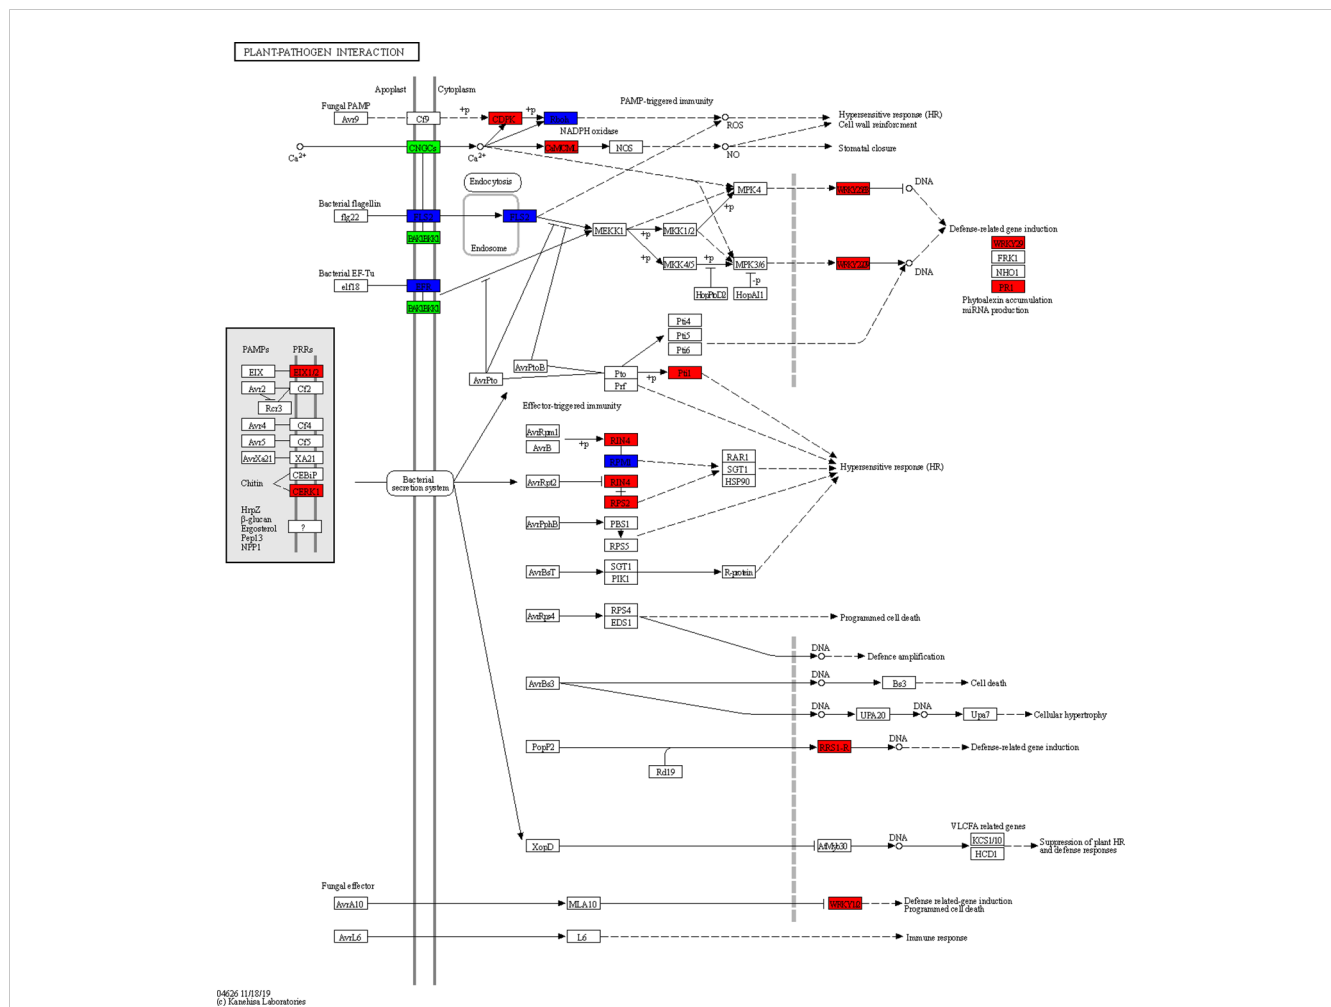 PLANT-PATHOGEN INTERACTION
Apoplast
Cytoplasm
Fungal PAMP
Avr9
Cf9
+p
CDPK
+p
Rboh
PAMP-triggered immunity
ROS
Hypersensitive response (HR)
Cell wall reinforcment
NADPH oxidase
Ca2+
CNGCs
Ca2+
CaMCML
NOS
NO
Stomatal closure
Endocytosis
MPK4
WRKY25/33
DNA
Bacterial flagellin
flg22
FLS2
FLS2
+p
BAK1/BKK1
Endosome
MEKK1
+p
MKK1/2
Defense-related gene induction
WRKY29
FRK1
NHO1
PR1
Phytoalexin accumulation
miRNA production
+p
MKK4/5
+p
MPK3/6
DNA
-p
HopPtoD2
HopAI1
Bacterial EF-Tu
elf18
EFR
BAK1/BKK1
Pti4
Pti5
Pti6
PAMPs
PRRs
EIX
EIX1/2
Avr2
Cf2
Rcr3
Avr4
Cf4
Avr5
Cf5
AvrXa21
XA21
CEBiP
Chitin
CERK1
HrpZ
β-glucan
Ergosterol
Pep13
NPP1
?
AvrPto
AvrPtoB
Pto
Prf
+p
Pti1
Effector-triggered immunity
AvrRpm1
AvrB
+p
RIN4
RPM1
RAR1
SGT1
HSP90
Hypersensitive response (HR)
Bacterial
secretion system
AvrRpt2
RIN4
RPS2
AvrPphB
PBS1
RPS5
AvrBsT
SGT1
PIK1
R-protein
AvrRps4
RPS4
EDS1
Programmed cell death
DNA
Defence amplification
AvrBs3
DNA
Bs3
Cell death
DNA
UPA20
DNA
Upa7
Cellular hypertrophy
PopP2
Rd19
RRS1-R
DNA
Defense-related gene induction
XopD
AtMyb30
DNA
VLCFA related genes
KCS1/10
HCD1
Suppression of plant HR
and defense responses
Fungal effector
AvrA10
MLA10
Defense related-gene induction
Programmed cell death
AvrL6
L6
Immune response
04626 11/18/19
(c) Kanehisa Laboratories